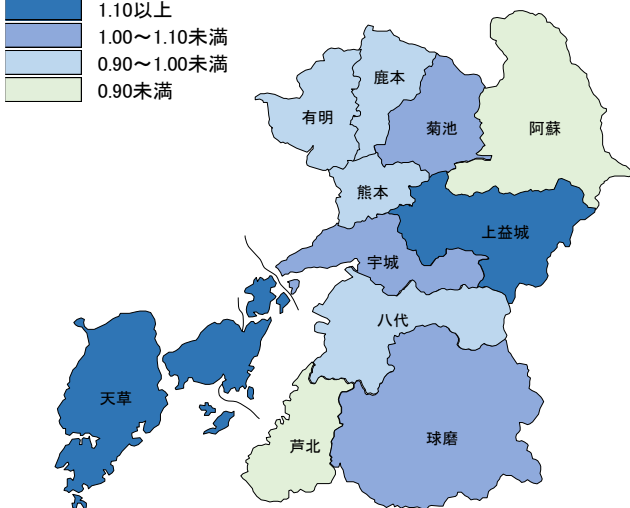 1.10以上
1.00～1.10未満
0.90～1.00未満
0.90未満
鹿本
有明
菊池
阿蘇
熊本
上益城
宇城
八代
天草
芦北
球磨